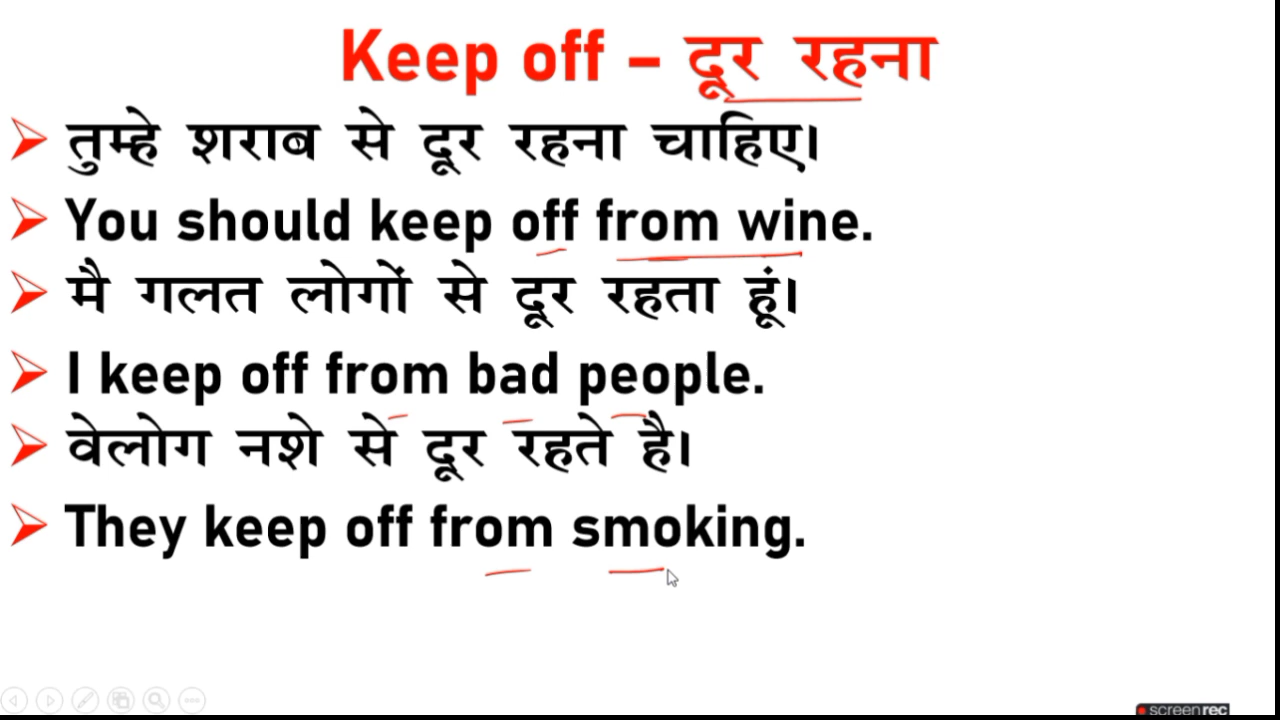 Keep off – दूर रहना
तुम्हे शराब से दूर रहना चाहिए।
You should keep off from wine.
मै गलत लोगों से दूर रहता हूं।
I keep off from bad people.
वेलोग नशे से दूर रहते है।
They keep off from smoking.
screenrec